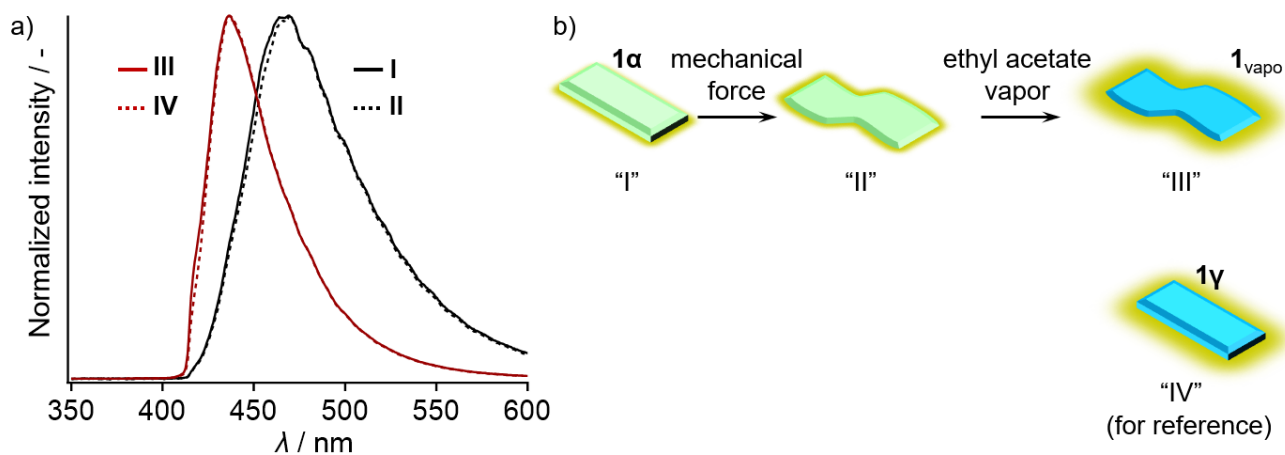 a)
Normalized intensity / -
III
IV
I
II
350 400 450 500 550 600
λ / nm
b)
1α
mechanical
force
ethyl acetate
vapor
1vapo
“I”
“II”
“III”
1γ
“IV”
(for reference)